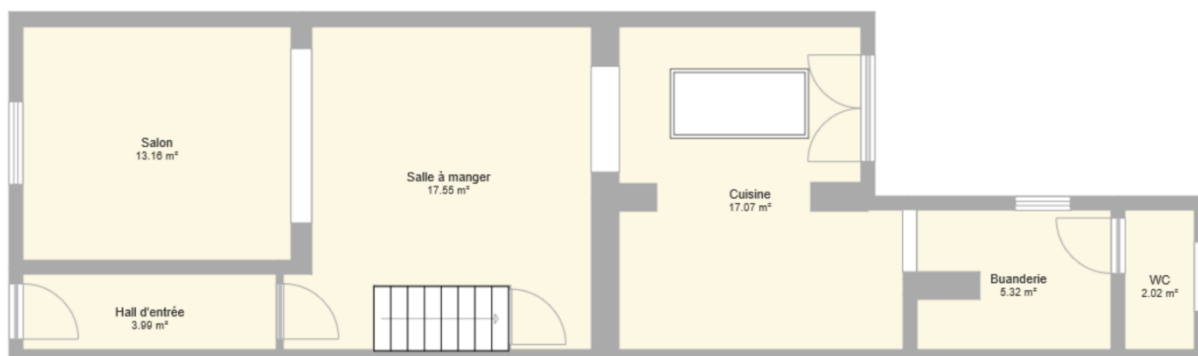 Salon
13.16 m²
Salle à manger
17.55 m²
Cuisine
17.07 m²
Hall d'entrée
3.99 m²
Buanderie
5.32 m²
WC
2.02 m²